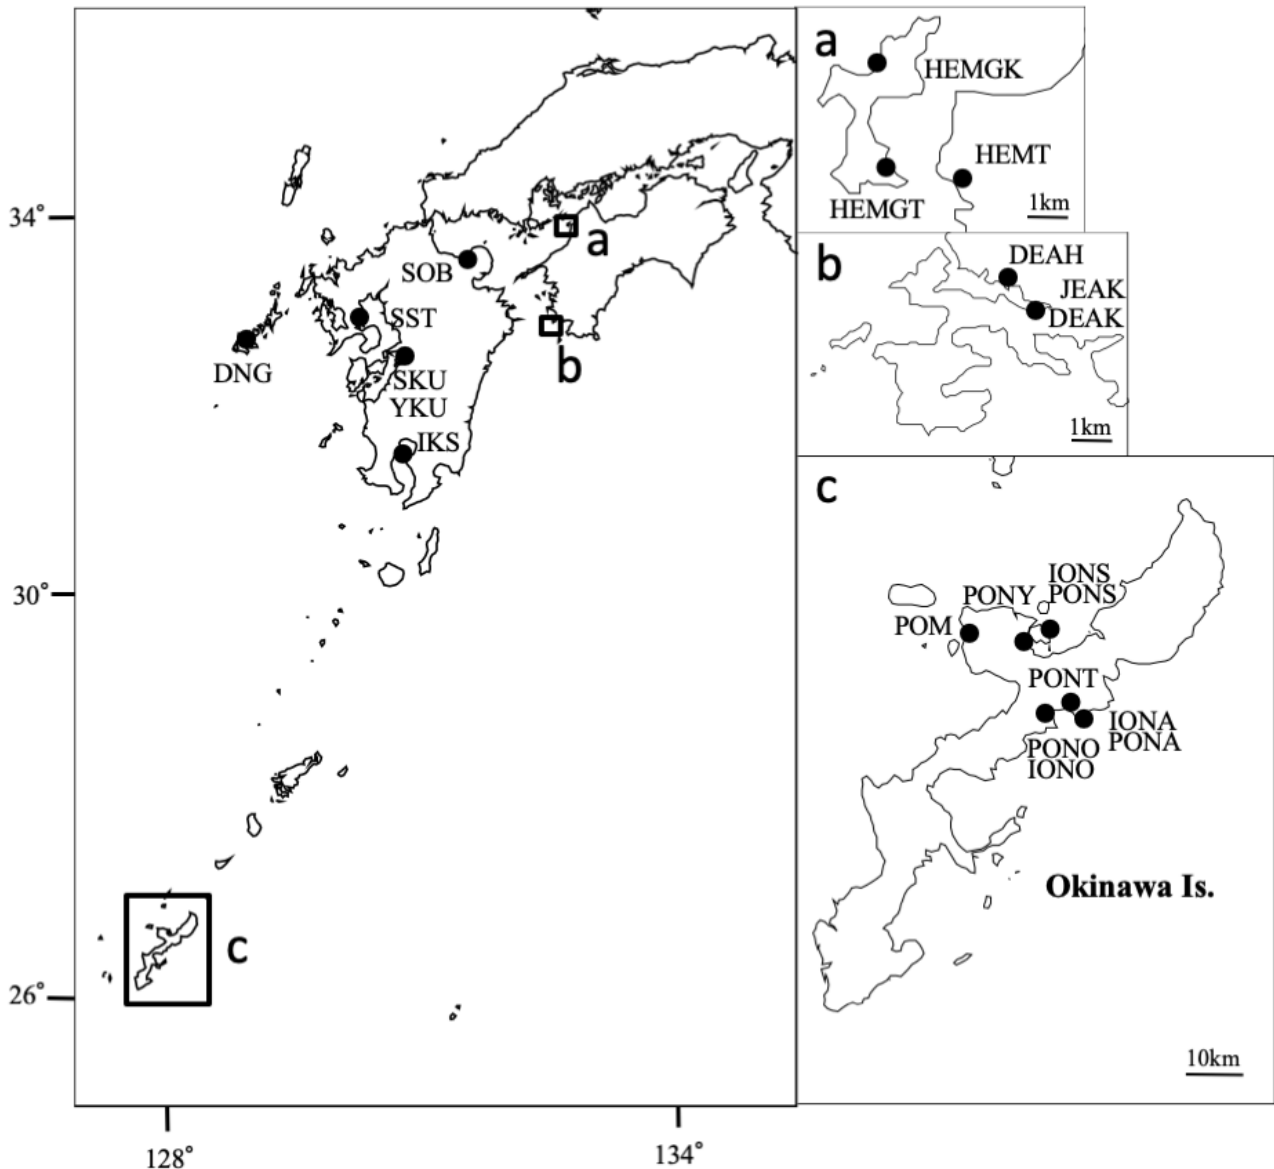 34°
30°
26°
128°
134°
SOB
SST
DNG
SKU
YKU
IKS
a
b
c
a
HEMGK
HEMT
HEMGT
1km
b
DEAH
JEAK
DEAK
1km
c
IONS
PONY PONS
POM
PONT
IONA
PONO PONA
IONO
Okinawa Is.
10km